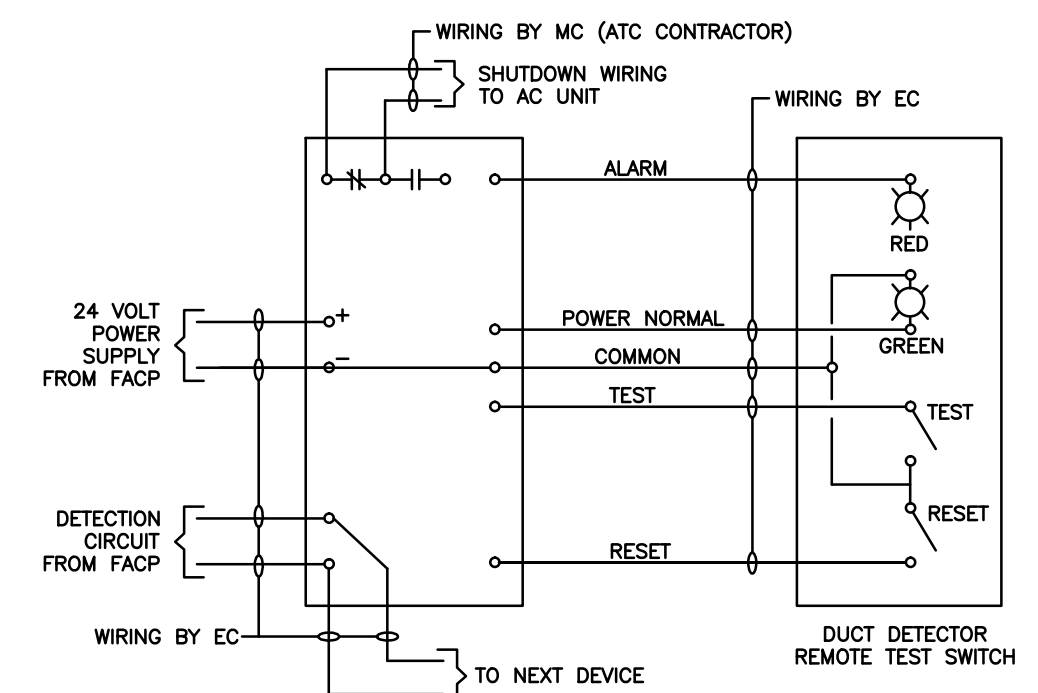 WIRING BY MC (ATC CONTRACTOR)
SHUTDOWN WIRING
TO AC UNIT
WIRING BY EC
ALARM
RED
24 VOLT
POWER
SUPPLY
FROM FACP
+
−
POWER NORMAL
GREEN
COMMON
TEST
TEST
DETECTION
CIRCUIT
FROM FACP
RESET
RESET
WIRING BY EC
DUCT DETECTOR
REMOTE TEST SWITCH
TO NEXT DEVICE